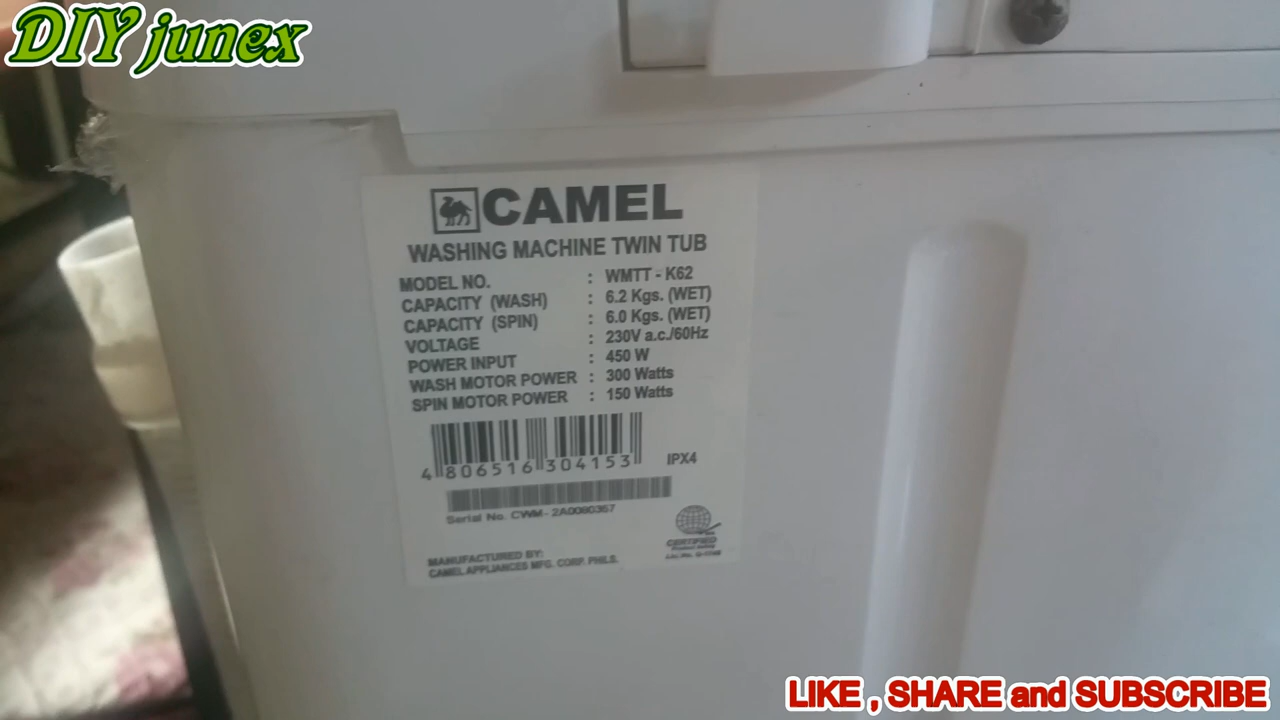 DIY junex
CAMEL
WASHING MACHINE TWIN TUB
MODEL NO. : WMTT - K62
CAPACITY (WASH) : 6.2 Kgs. (WET)
CAPACITY (SPIN) : 6.0 Kgs. (WET)
VOLTAGE : 230V a.c./60Hz
POWER INPUT : 450 W
WASH MOTOR POWER : 300 Watts
SPIN MOTOR POWER : 150 Watts
4 806516 304153
IPX4
Serial No. CWM- 2A0080357
CERTIFIED
Product Safety
MANUFACTURED BY:
CAMEL APPLIANCES MFG. CORP. PHILS.
LIKE , SHARE and SUBSCRIBE